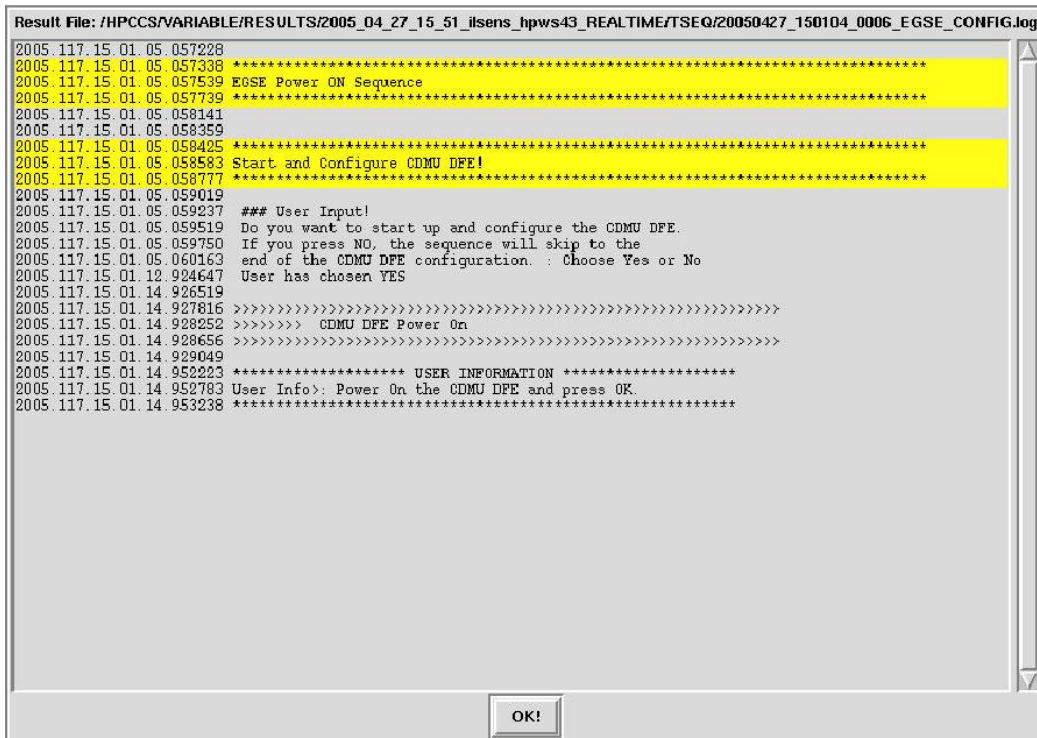 Result File: /HPCCS/VARIABLE/RESULTS/2005_04_27_15_51_ilsens_hpws43_REALTIME/TSEQ/20050427_150104_0006_EGSE_CONFIG.log
2005.117.15.01.05.057228
2005.117.15.01.05.057338 *****************************************************************************
2005.117.15.01.05.057539 EGSE Power ON Sequence
2005.117.15.01.05.057739 *****************************************************************************
2005.117.15.01.05.058141
2005.117.15.01.05.058359
2005.117.15.01.05.058425 *****************************************************************************
2005.117.15.01.05.058583 Start and Configure CDMU DFE!
2005.117.15.01.05.058777 *****************************************************************************
2005.117.15.01.05.059019
2005.117.15.01.05.059237 ### User Input!
2005.117.15.01.05.059519 Do you want to start up and configure the CDMU DFE.
2005.117.15.01.05.059750 If you press NO, the sequence will skip to the
2005.117.15.01.05.060163 end of the CDMU DFE configuration. : Choose Yes or No
2005.117.15.01.12.924647 User has chosen YES
2005.117.15.01.14.926519
2005.117.15.01.14.927816 >>>>>>>>>>>>>>>>>>>>>>>>>>>>>>>>>>>>>>>>>>>>>>>>>>>>>>>>>>>>>
2005.117.15.01.14.928252 >>>>>>>> CDMU DFE Power On
2005.117.15.01.14.928656 >>>>>>>>>>>>>>>>>>>>>>>>>>>>>>>>>>>>>>>>>>>>>>>>>>>>>>>>>>>>>
2005.117.15.01.14.929049
2005.117.15.01.14.952223 ******************** USER INFORMATION ********************
2005.117.15.01.14.952783 User Info>: Power On the CDMU DFE and press OK.
2005.117.15.01.14.953238 **********************************************************
OK!